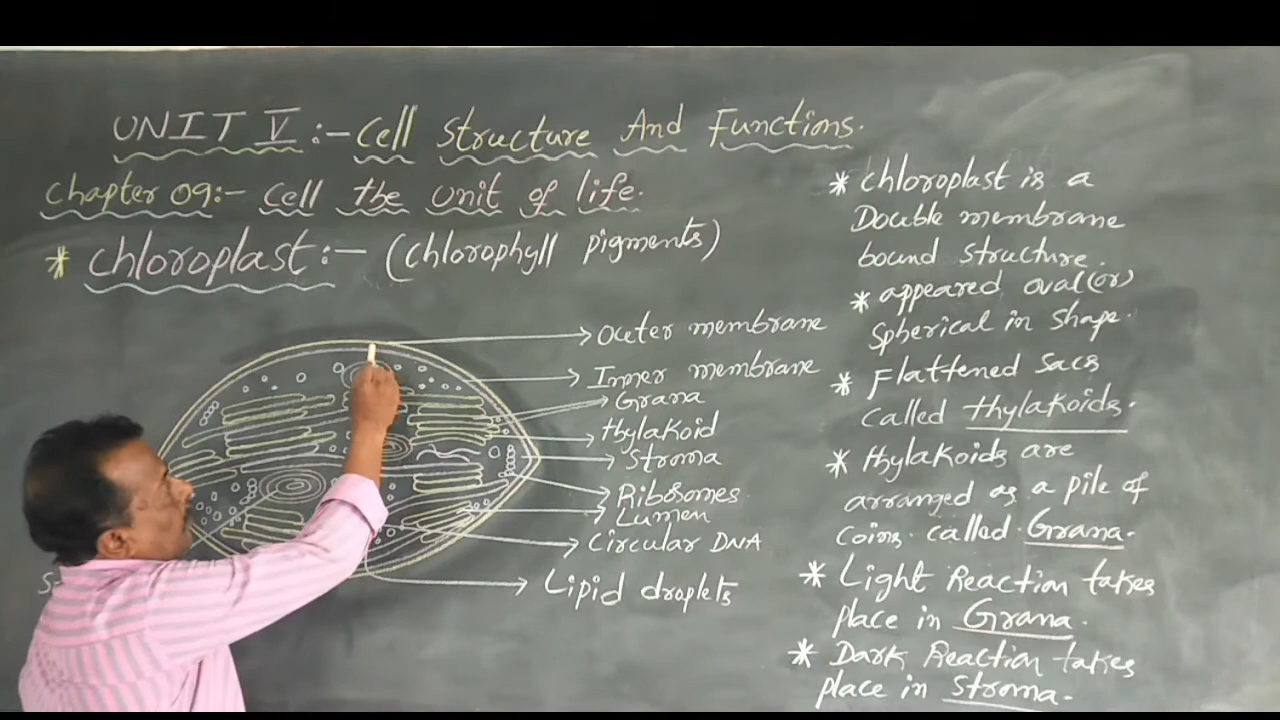 UNIT V :- Cell Structure And Functions.
Chapter 09:- Cell the Unit of life.
* Chloroplast :- (Chlorophyll pigments)
Outer membrane
Inner membrane
Grana
Thylakoid
Stroma
Ribosomes
Lumen
Circular DNA
Lipid droplets
* Chloroplast is a
Double membrane
bound structure.
* appeared oval (or)
Spherical in shape.
* Flattened Sacs
called Thylakoids.
* Thylakoids are
arranged as a pile of
coins. called. Grana.
* Light Reaction takes
place in Grana.
* Dark Reaction takes
place in Stroma.